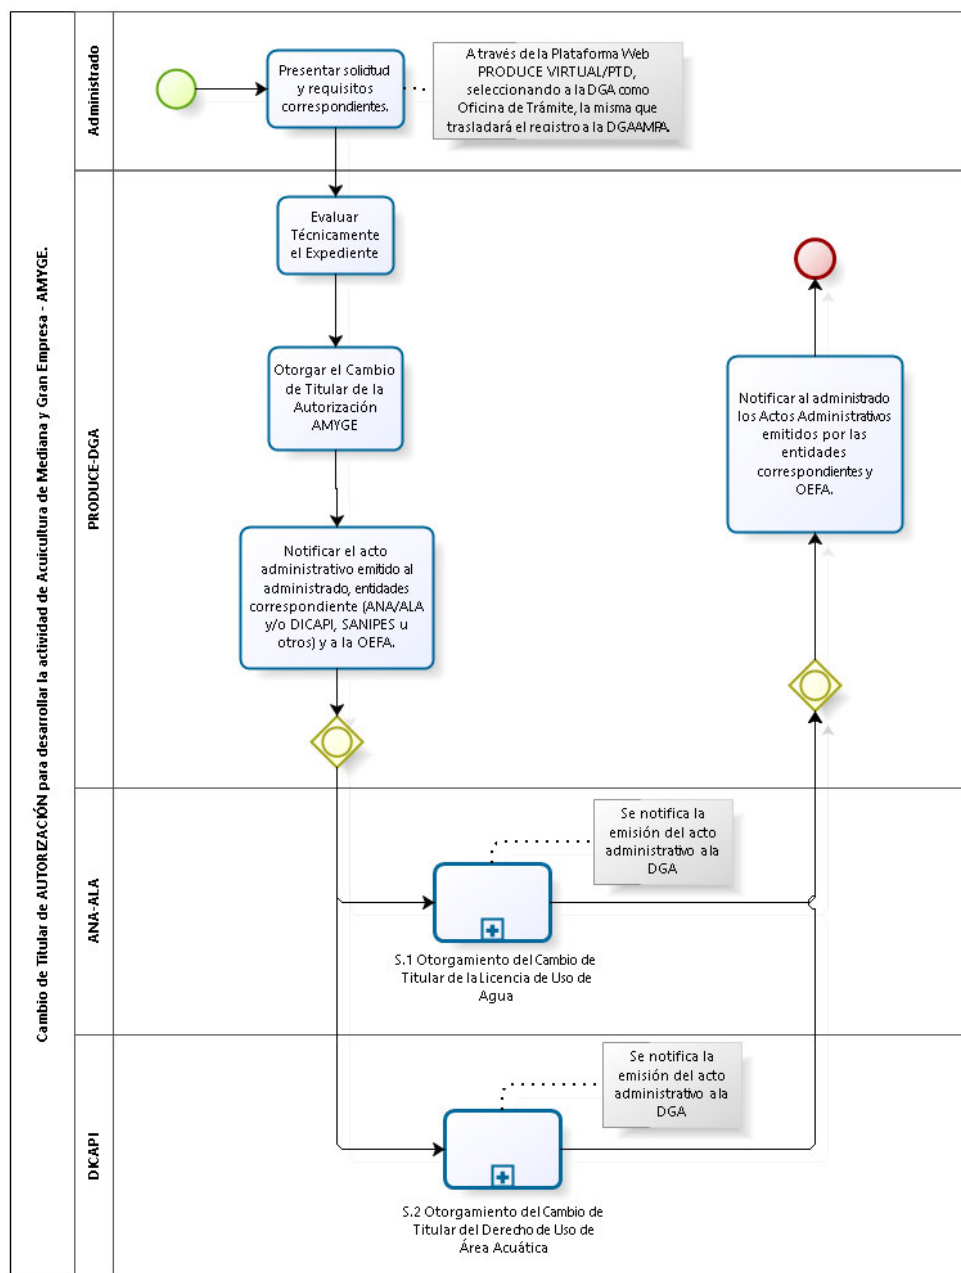 Cambio de Titular de AUTORIZACIÓN para desarrollar la actividad de Acuicultura de Mediana y Gran Empresa - AMYGE.
Administrado
Presentar solicitud
y requisitos
correspondientes.
A través de la Plataforma Web
PRODUCE VIRTUAL/PTD,
seleccionando a la DGA como
Oficina de Trámite, la misma que
trasladará el registro a la DGAAMPA.
PRODUCE-DGA
Evaluar
Técnicamente
el Expediente
Otorgar el Cambio
de Titular de la
Autorización
AMYGE
Notificar el acto
administrativo emitido al
administrado, entidades
correspondiente (ANA/ALA
y/o DICAPI, SANIPES u
otros) y a la OEFA.
Notificar al administrado
los Actos Administrativos
emitidos por las
entidades
correspondientes y
OEFA.
ANA-ALA
Se notifica la
emisión del acto
administrativo a la
DGA
S.1 Otorgamiento del Cambio de
Titular de la Licencia de Uso de
Agua
DICAPI
Se notifica la
emisión del acto
administrativo a la
DGA
S.2 Otorgamiento del Cambio de
Titular del Derecho de Uso de
Área Acuática